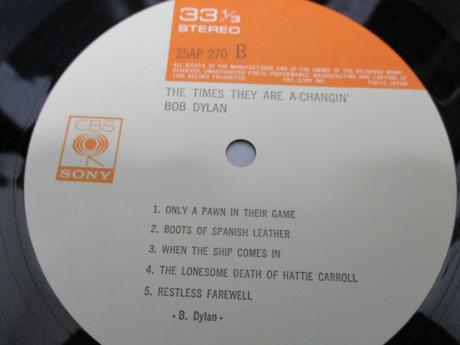 33 1/3
STEREO
25AP 270 B
ALL RIGHTS OF THE MANUFACTURER AND OF THE OWNER OF THE RECORDED WORK
RESERVED. UNAUTHORIZED PUBLIC PERFORMANCE, BROADCASTING AND COPYING OF
THIS RECORD PROHIBITED. CBS/SONY INC. TOKYO JAPAN
THE TIMES THEY ARE A-CHANGIN'
BOB DYLAN
CBS
SONY
1. ONLY A PAWN IN THEIR GAME
2. BOOTS OF SPANISH LEATHER
3. WHEN THE SHIP COMES IN
4. THE LONESOME DEATH OF HATTIE CARROLL
5. RESTLESS FAREWELL
- B. Dylan -